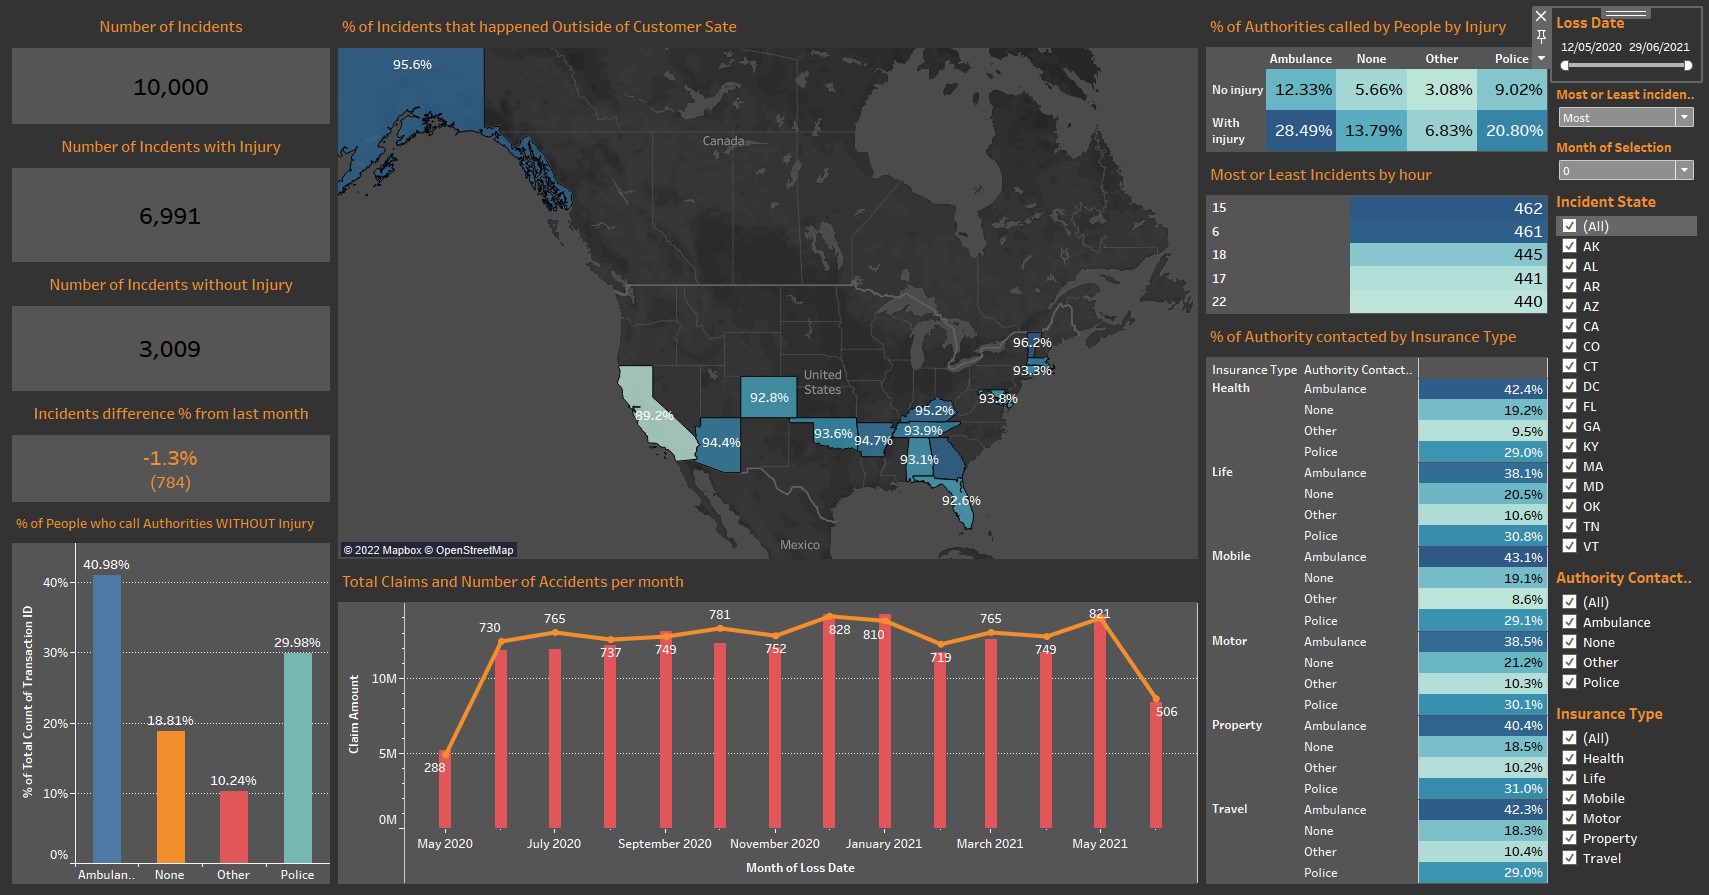 Number of Incidents
10,000
Number of Incdents with Injury
6,991
Number of Incdents without Injury
3,009
Incidents difference % from last month
-1.3%
(784)
% of People who call Authorities WITHOUT Injury
% of Total Count of Transaction ID
40%
30%
20%
10%
0%
40.98%
18.81%
10.24%
29.98%
Ambulan..
None
Other
Police
% of Incidents that happened Outiside of Customer Sate
95.6%
Canada
United
States
Mexico
96.2%
93.3%
93.8%
89.2%
92.8%
95.2%
93.9%
94.4%
93.6%
94.7%
93.1%
92.6%
© 2022 Mapbox © OpenStreetMap
Total Claims and Number of Accidents per month
Claim Amount
10M
5M
0M
288
730
765
737
749
781
752
828
810
719
765
749
821
506
May 2020
July 2020
September 2020
November 2020
January 2021
March 2021
May 2021
Month of Loss Date
% of Authorities called by People by Injury
Ambulance None Other Police
No injury 12.33% 5.66% 3.08% 9.02%
With
injury 28.49% 13.79% 6.83% 20.80%
Most or Least Incidents by hour
15 462
6 461
18 445
17 441
22 440
% of Authority contacted by Insurance Type
Insurance Type Authority Contact..
Health Ambulance 42.4%
None 19.2%
Other 9.5%
Police 29.0%
Life Ambulance 38.1%
None 20.5%
Other 10.6%
Police 30.8%
Mobile Ambulance 43.1%
None 19.1%
Other 8.6%
Police 29.1%
Motor Ambulance 38.5%
None 21.2%
Other 10.3%
Police 30.1%
Property Ambulance 40.4%
None 18.5%
Other 10.2%
Police 31.0%
Travel Ambulance 42.3%
None 18.3%
Other 10.4%
Police 29.0%
Loss Date
12/05/2020 29/06/2021
Most or Least inciden..
Most
Month of Selection
0
Incident State
(All)
AK
AL
AR
AZ
CA
CO
CT
DC
FL
GA
KY
MA
MD
OK
TN
VT
Authority Contact..
(All)
Ambulance
None
Other
Police
Insurance Type
(All)
Health
Life
Mobile
Motor
Property
Travel